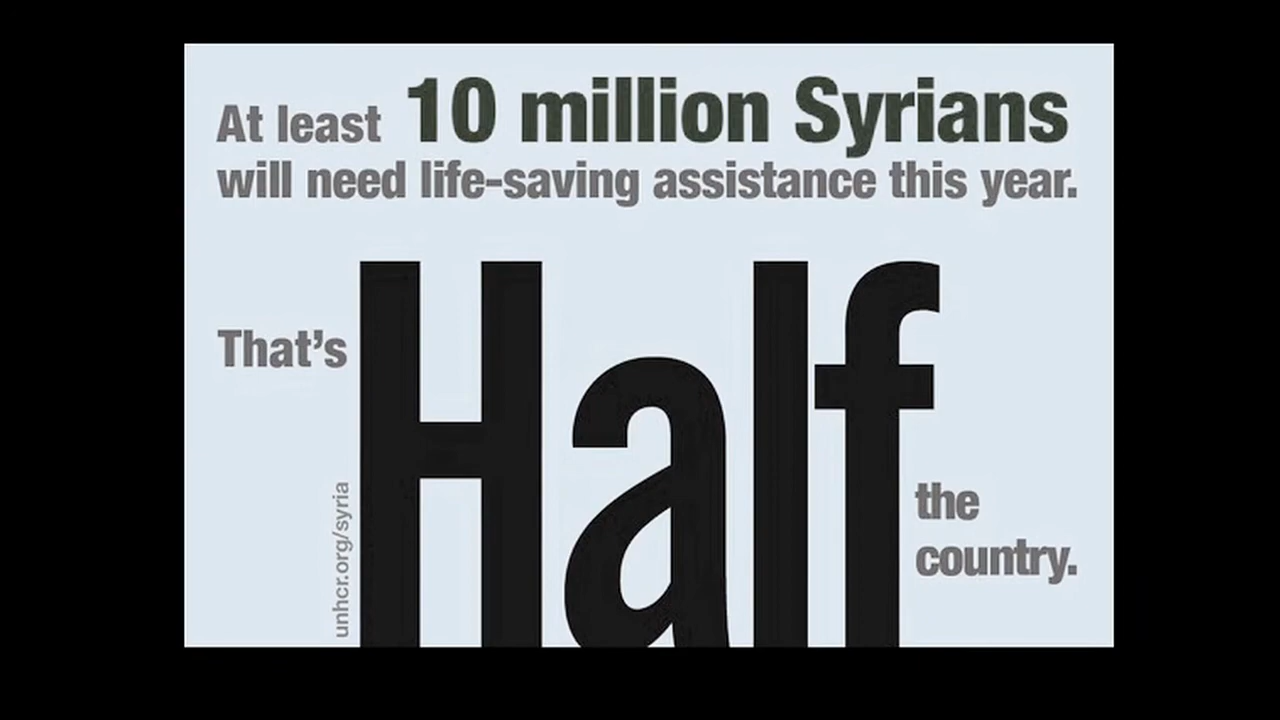 At least 10 million Syrians
will need life-saving assistance this year.
That's Half
the
country.
unhcr.org/syria